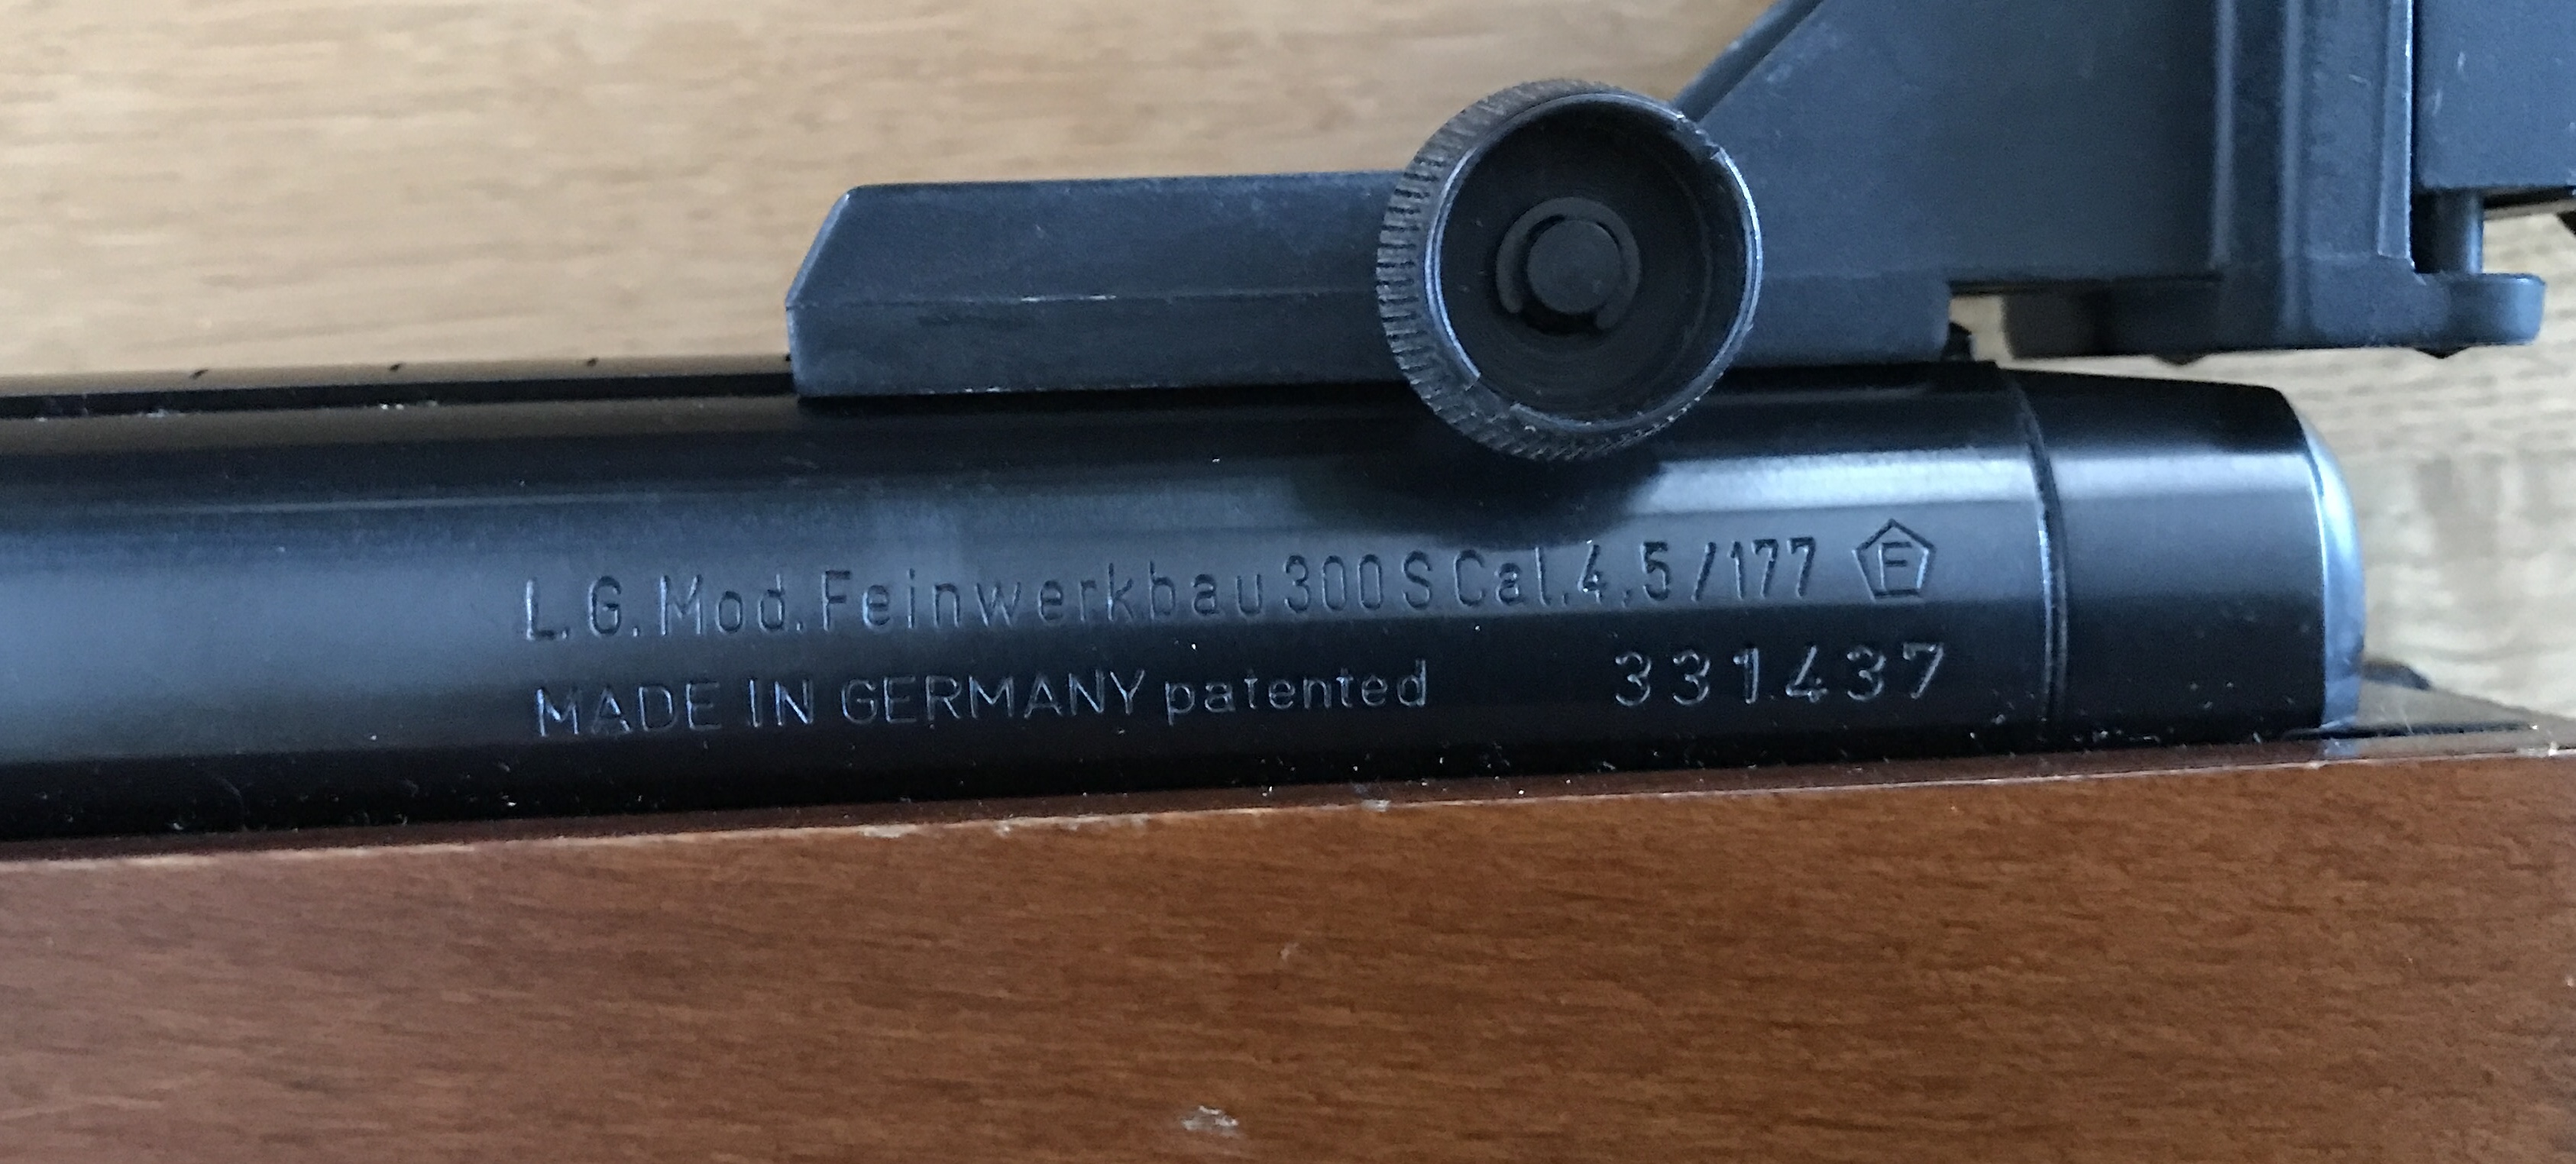 L.G. Mod. Feinwerkbau 300 S Cal. 4,5 / 177 F
MADE IN GERMANY patented 331437